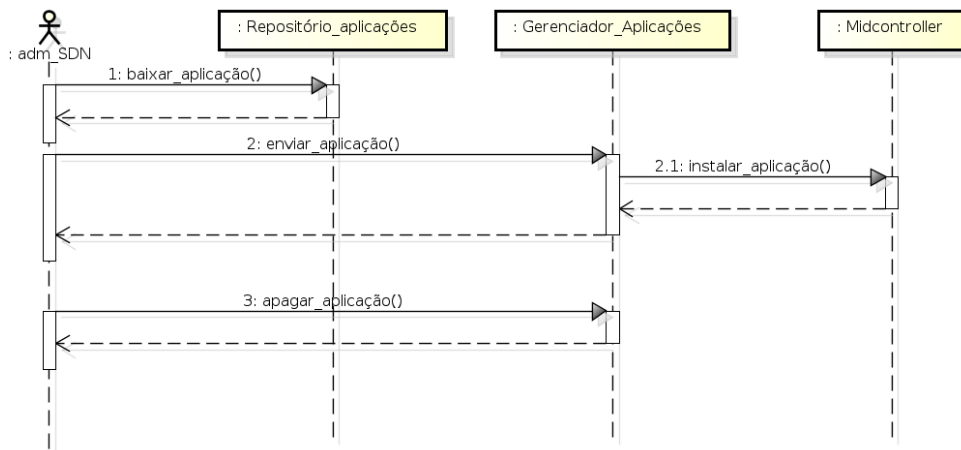 : adm_SDN
: Repositório_aplicações
: Gerenciador_Aplicações
: Midcontroller
1: baixar_aplicação()
2: enviar_aplicação()
2.1: instalar_aplicação()
3: apagar_aplicação()